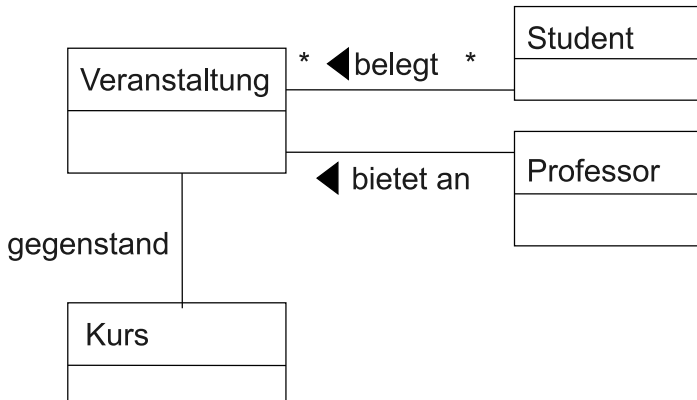 Student
* belegt *
Veranstaltung
Professor
bietet an
gegenstand
Kurs